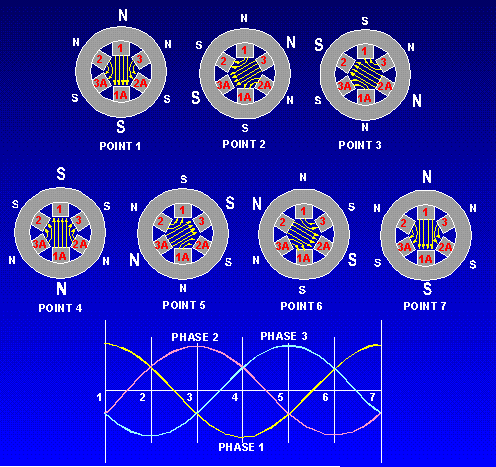 N
N N
1
2 3
3A 2A
1A
S S
S
POINT 1
N
S N
1
2 3
3A 2A
1A
S N
S
POINT 2
S
S N
1
2 3
3A 2A
1A
S N
N
POINT 3
S
S S
1
2 3
3A 2A
1A
N N
N
POINT 4
S
N S
1
2 3
3A 2A
1A
N S
N
POINT 5
N
N S
1
2 3
3A 2A
1A
N S
S
POINT 6
N
N N
1
2 3
3A 2A
1A
S S
S
POINT 7
PHASE 2 PHASE 3
1 2 3 4 5 6 7
PHASE 1